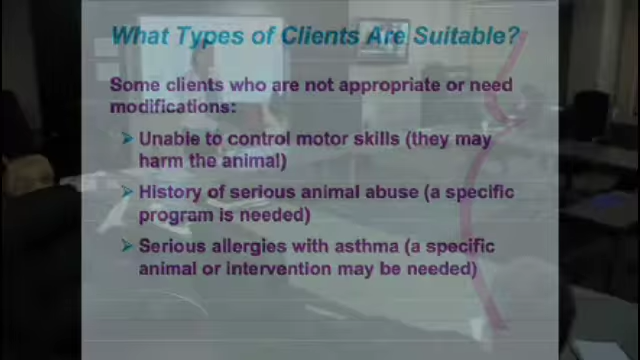 What Types of Clients Are Suitable?
Some clients who are not appropriate or need
modifications:
Unable to control motor skills (they may
harm the animal)
History of serious animal abuse (a specific
program is needed)
Serious allergies with asthma (a specific
animal or intervention may be needed)